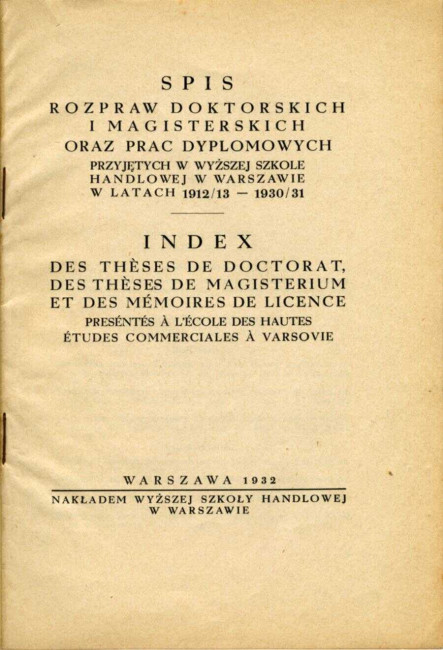 SPIS
ROZPRAW DOKTORSKICH
I MAGISTERSKICH
ORAZ PRAC DYPLOMOWYCH
PRZYJĘTYCH W WYŻSZEJ SZKOLE
HANDLOWEJ W WARSZAWIE
W LATACH 1912/13 — 1930/31
INDEX
DES THÈSES DE DOCTORAT,
DES THÈSES DE MAGISTERIUM
ET DES MÉMOIRES DE LICENCE
PRESÉNTÉS À L'ÉCOLE DES HAUTES
ÉTUDES COMMERCIALES À VARSOVIE
WARSZAWA 1932
NAKŁADEM WYŻSZEJ SZKOŁY HANDLOWEJ
W WARSZAWIE